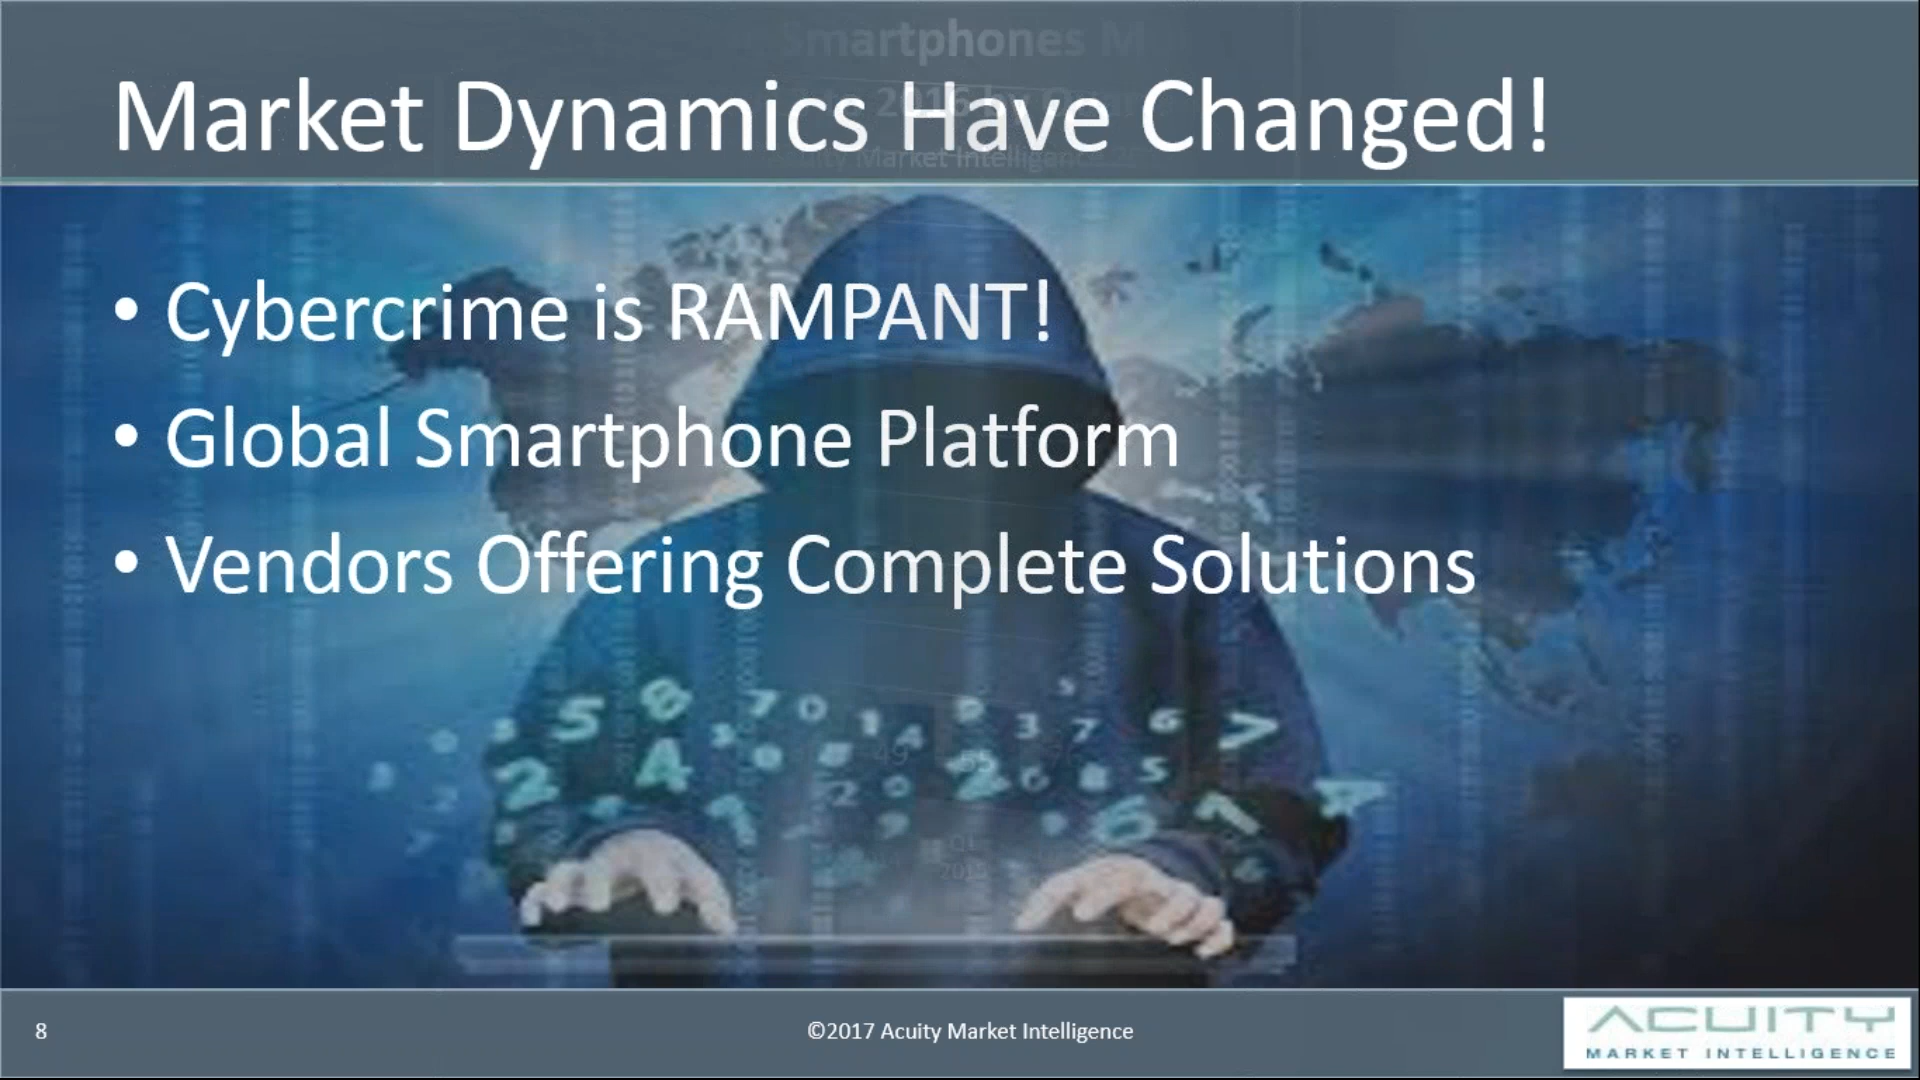 Market Dynamics Have Changed!
• Cybercrime is RAMPANT!
• Global Smartphone Platform
• Vendors Offering Complete Solutions
8
©2017 Acuity Market Intelligence
ACUITY
MARKET INTELLIGENCE